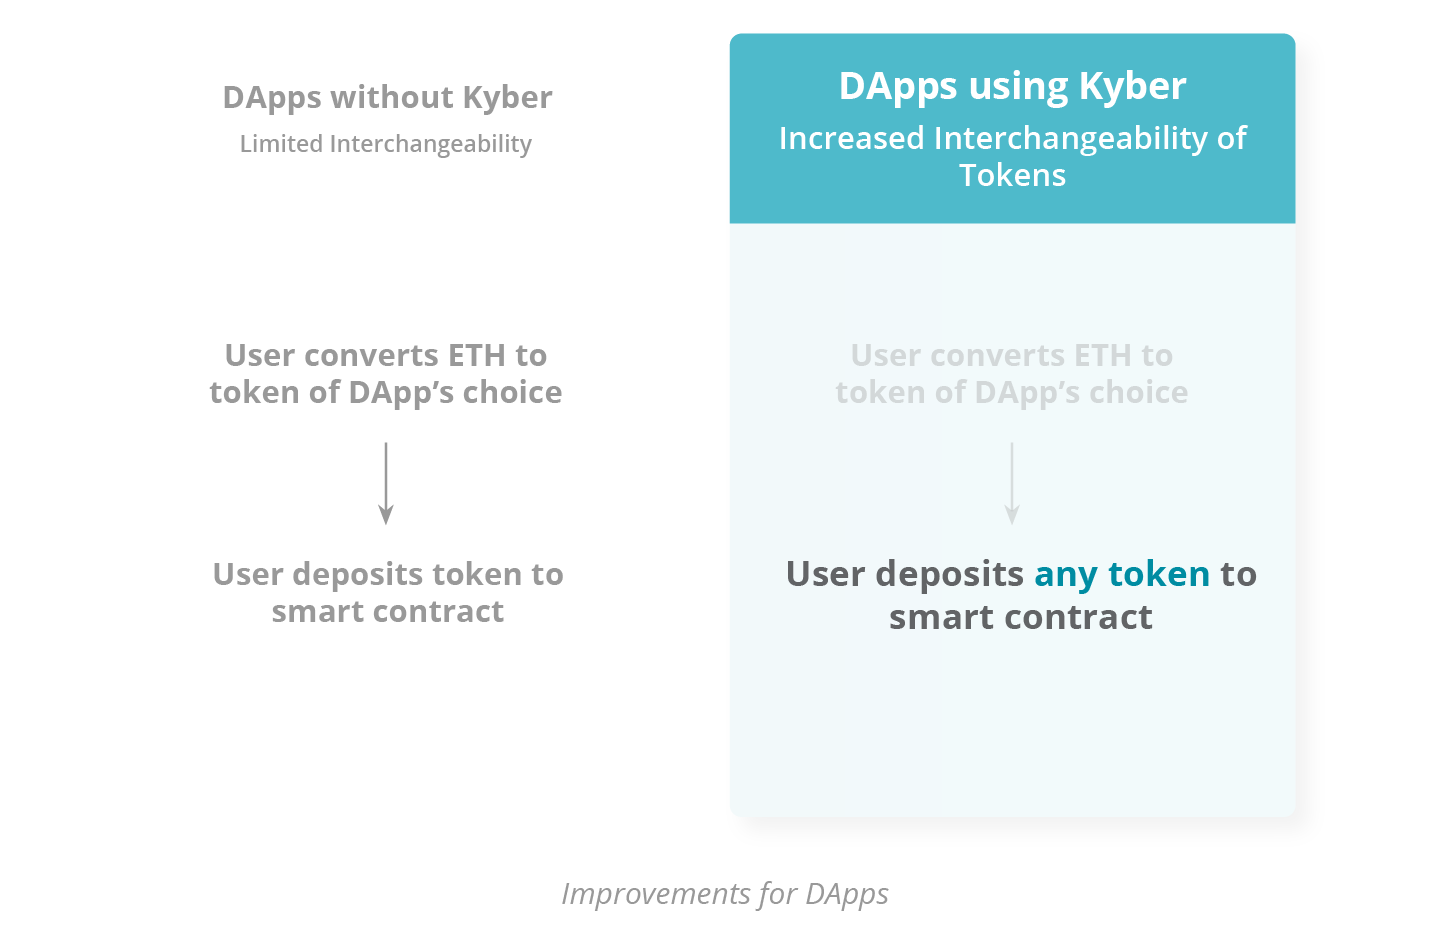 DApps without Kyber
Limited Interchangeability
User converts ETH to
token of DApp’s choice
User deposits token to
smart contract
DApps using Kyber
Increased Interchangeability of
Tokens
User converts ETH to
token of DApp’s choice
User deposits any token to
smart contract
Improvements for DApps